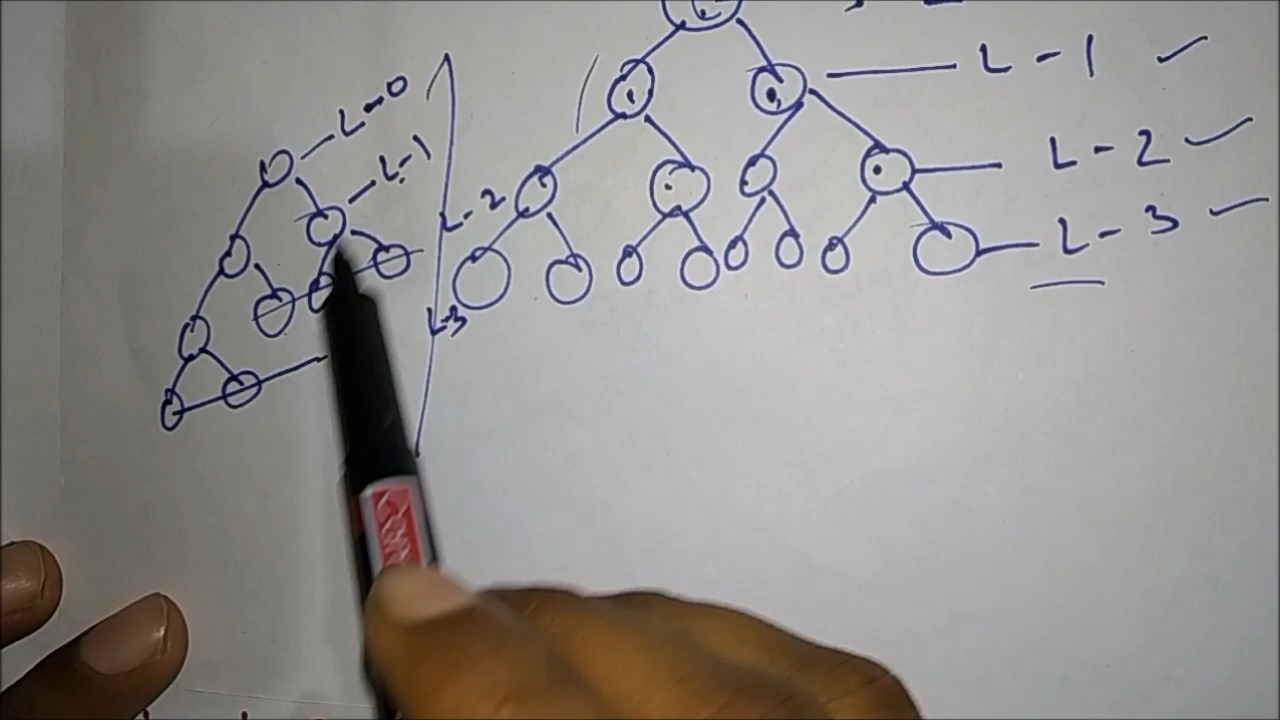 L-0
L-1
L-2
L-3
L-1 ✓
L-2 ✓
L-3 ✓